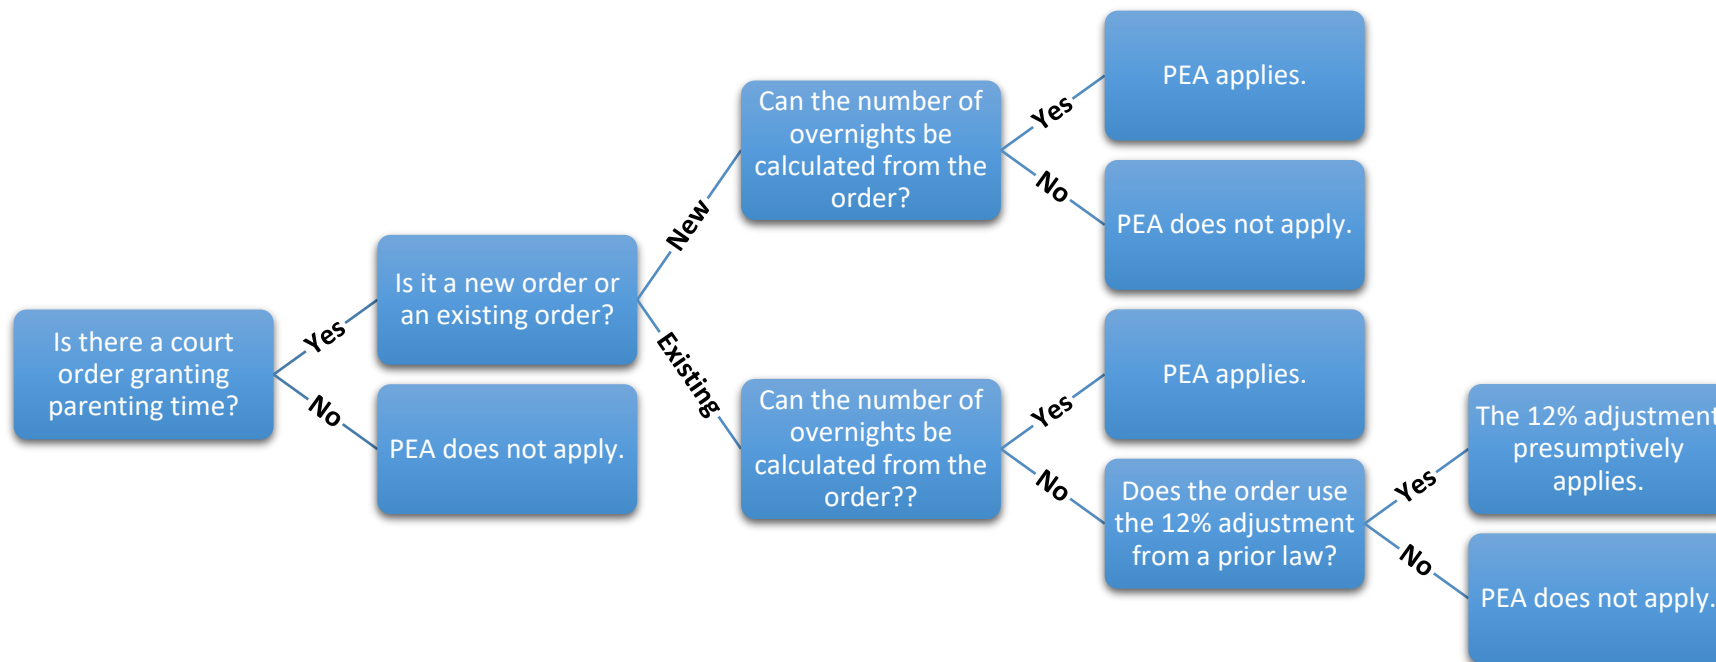 Is there a court
order granting
parenting time?
Yes
No
Is it a new order or
an existing order?
PEA does not apply.
New
Existing
Can the number of
overnights be
calculated from the
order?
Yes
No
PEA applies.
PEA does not apply.
Can the number of
overnights be
calculated from the
order??
Yes
No
PEA applies.
Does the order use
the 12% adjustment
from a prior law?
Yes
No
The 12% adjustment
presumptively
applies.
PEA does not apply.